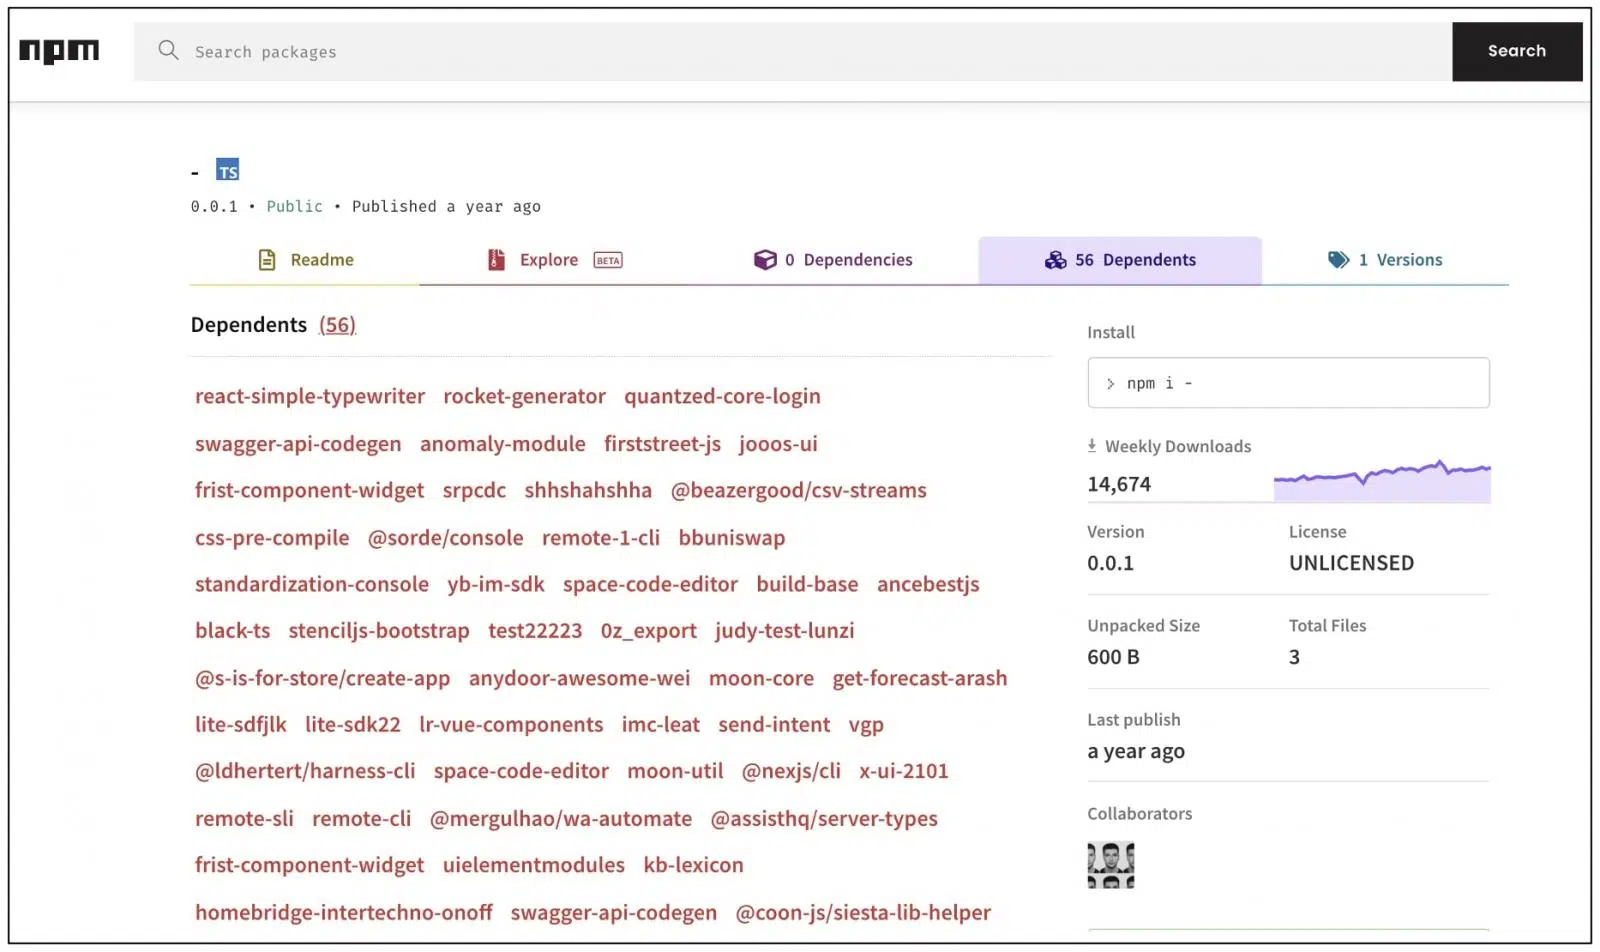 npm
Search packages
Search
- TS
0.0.1 • Public • Published a year ago
Readme
Explore BETA
0 Dependencies
56 Dependents
1 Versions
Dependents (56)
react-simple-typewriter rocket-generator quantzed-core-login
swagger-api-codegen anomaly-module firststreet-js jooos-ui
frist-component-widget srpcdc shhshahshha @beazergood/csv-streams
css-pre-compile @sorde/console remote-1-cli bbuniswap
standardization-console yb-im-sdk space-code-editor build-base ancebestjs
black-ts stenciljs-bootstrap test22223 0z_export judy-test-lunzi
@s-is-for-store/create-app anydoor-awesome-wei moon-core get-forecast-arash
lite-sdfjlk lite-sdk22 lr-vue-components imc-leat send-intent vgp
@ldhertert/harness-cli space-code-editor moon-util @nexjs/cli x-ui-2101
remote-sli remote-cli @mergulhao/wa-automate @assisthq/server-types
frist-component-widget uielementmodules kb-lexicon
homebridge-intertechno-onoff swagger-api-codegen @coon-js/siesta-lib-helper
Install
> npm i -
Weekly Downloads
14,674
Version
0.0.1
License
UNLICENSED
Unpacked Size
600 B
Total Files
3
Last publish
a year ago
Collaborators